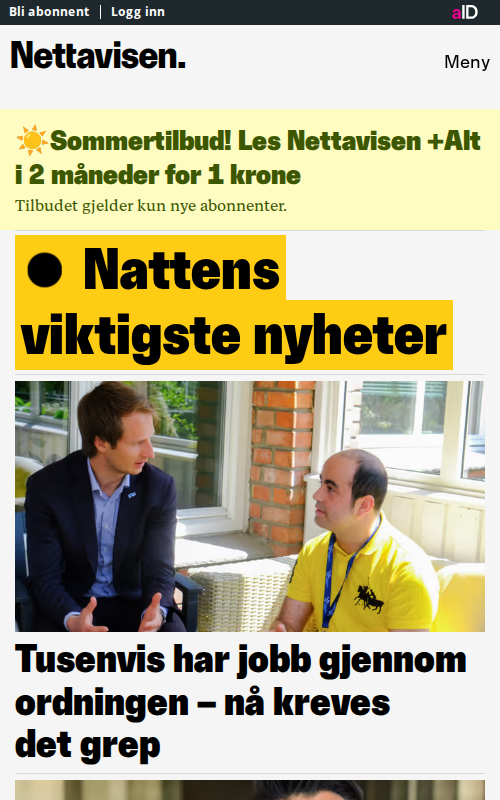 Bli abonnent | Logg inn
aID
Nettavisen.
Meny
☀️Sommertilbud! Les Nettavisen +Alt
i 2 måneder for 1 krone
Tilbudet gjelder kun nye abonnenter.
● Nattens
viktigste nyheter
Tusenvis har jobb gjennom
ordningen – nå kreves
det grep